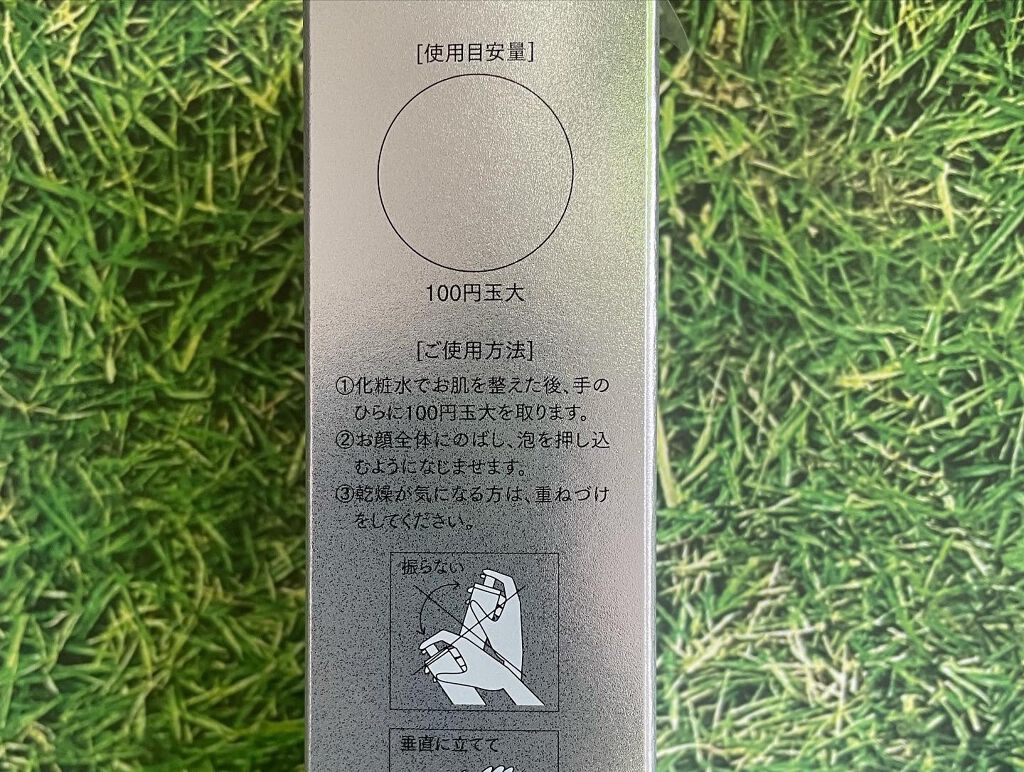 [使用目安量]
100円玉大
[ご使用方法]
①化粧水でお肌を整えた後、手の
ひらに100円玉大を取ります。
②お顔全体にのばし、泡を押し込
むようになじませます。
③乾燥が気になる方は、重ねづけ
をしてください。
振らない
垂直に立てて